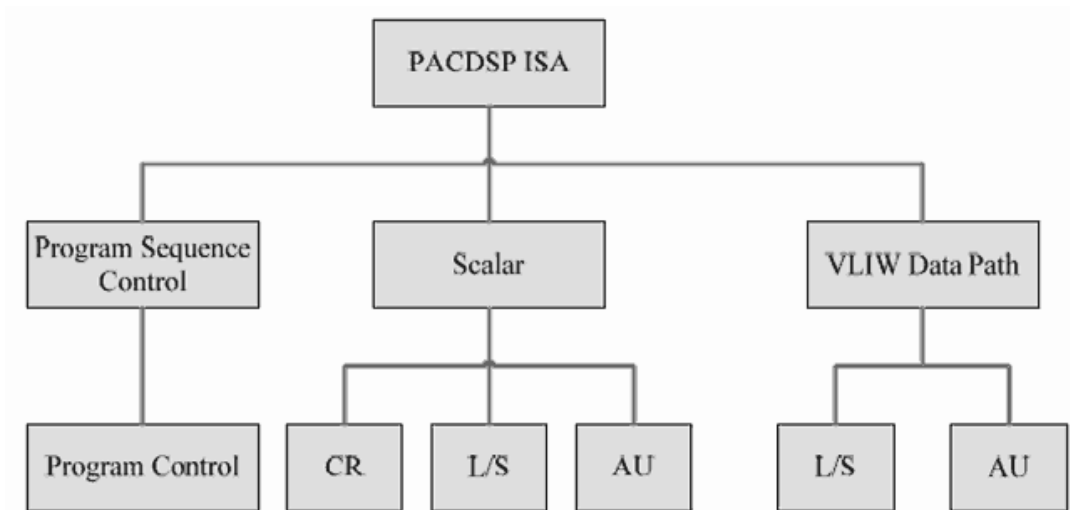 PACDSP ISA
Program Sequence
Control
Scalar
VLIW Data Path
Program Control
CR
L/S
AU
L/S
AU